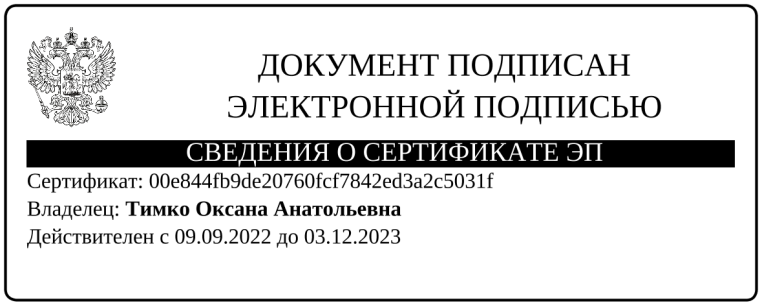 ДОКУМЕНТ ПОДПИСАН
ЭЛЕКТРОННОЙ ПОДПИСЬЮ
СВЕДЕНИЯ О СЕРТИФИКАТЕ ЭП
Сертификат: 00e844fb9de20760fcf7842ed3a2c5031f
Владелец: Тимко Оксана Анатольевна
Действителен с 09.09.2022 до 03.12.2023